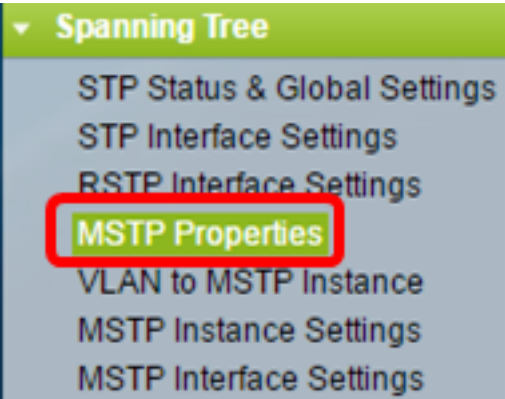 Spanning Tree
STP Status & Global Settings
STP Interface Settings
RSTP Interface Settings
MSTP Properties
VLAN to MSTP Instance
MSTP Instance Settings
MSTP Interface Settings